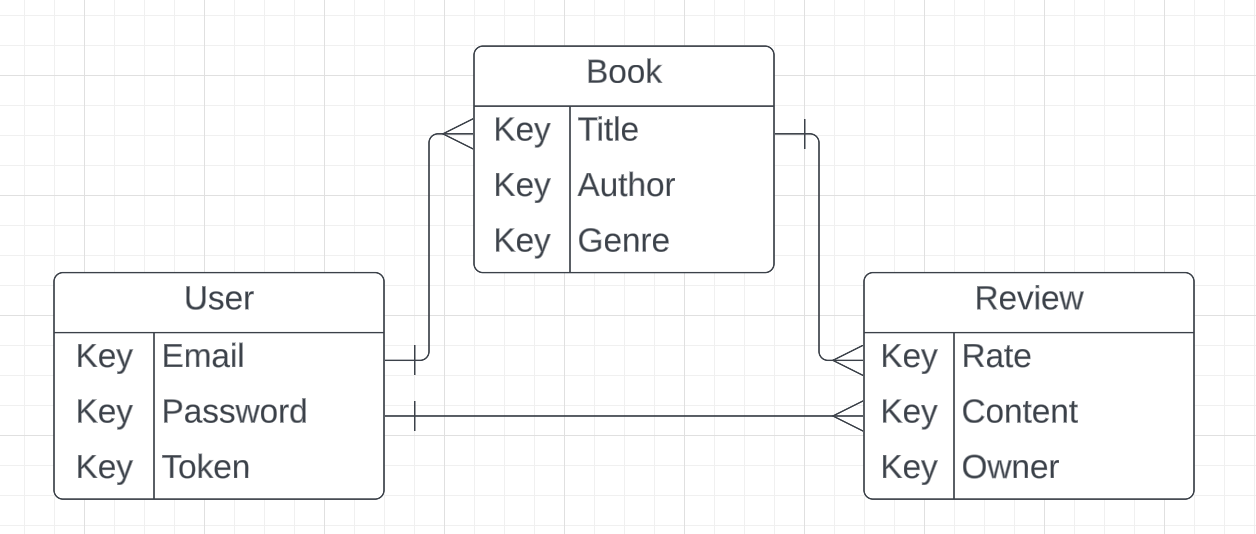 Book
Key Title
Key Author
Key Genre
User
Key Email
Key Password
Key Token
Review
Key Rate
Key Content
Key Owner